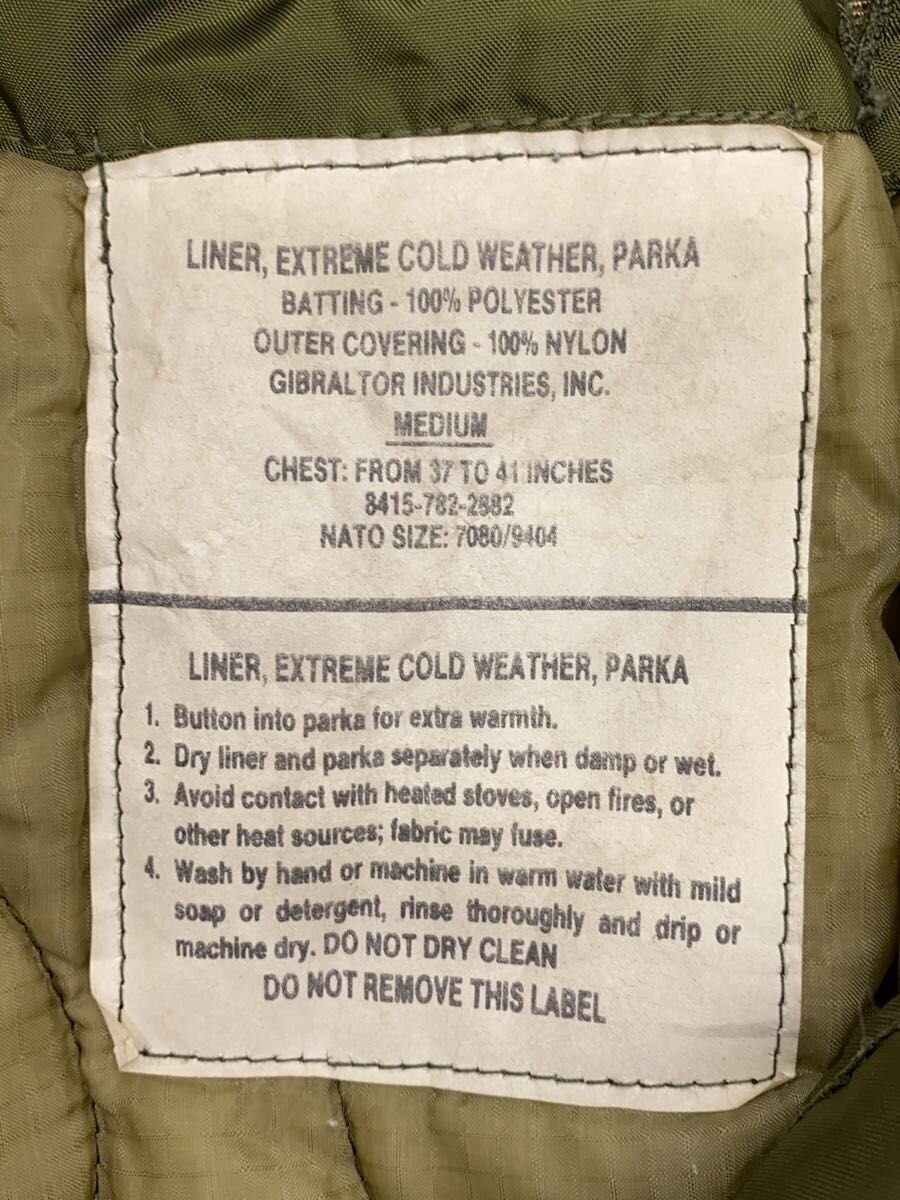 LINER, EXTREME COLD WEATHER, PARKA
BATTING - 100% POLYESTER
OUTER COVERING - 100% NYLON
GIBRALTOR INDUSTRIES, INC.
MEDIUM
CHEST: FROM 37 TO 41 INCHES
8415-782-2882
NATO SIZE: 7080/9404
LINER, EXTREME COLD WEATHER, PARKA
1. Button into parka for extra warmth.
2. Dry liner and parka separately when damp or wet.
3. Avoid contact with heated stoves, open fires, or
other heat sources; fabric may fuse.
4. Wash by hand or machine in warm water with mild
soap or detergent, rinse thoroughly and drip or
machine dry. DO NOT DRY CLEAN
DO NOT REMOVE THIS LABEL